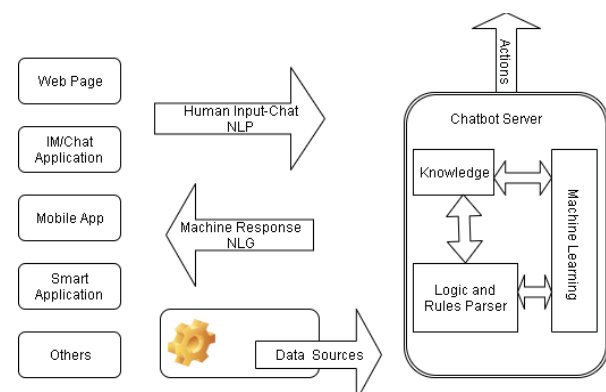 Web Page
IM/Chat
Application
Mobile App
Smart
Application
Others
Human Input-Chat
NLP
Machine Response
NLG
Data Sources
Actions
Chatbot Server
Knowledge
Logic and
Rules Parser
Machine Learning